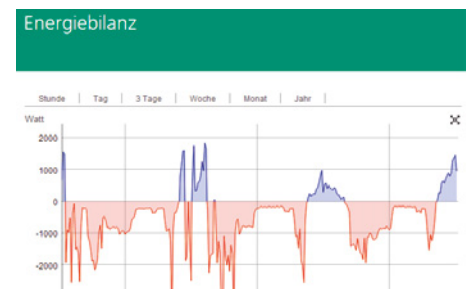 Energiebilanz
Stunde | Tag | 3 Tage | Woche | Monat | Jahr |
Watt
2000
1000
0
-1000
-2000